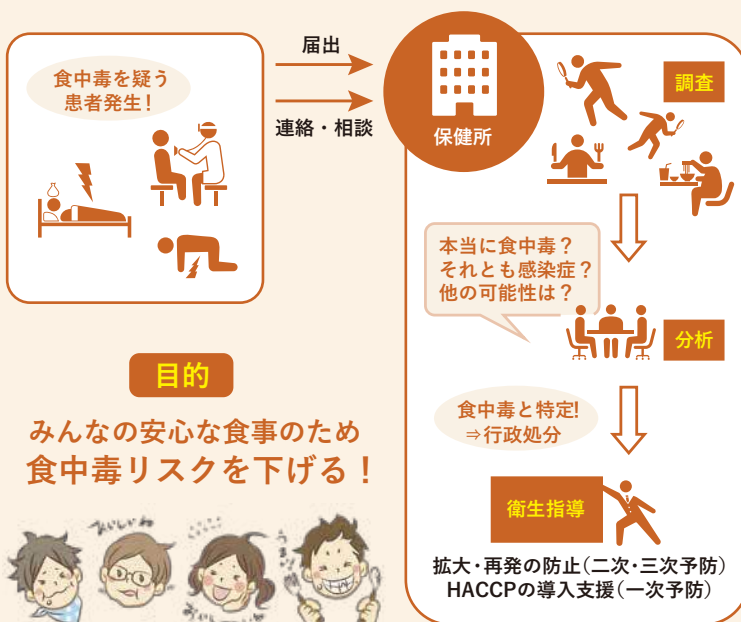 食中毒を疑う
患者発生!
届出
連絡・相談
保健所
調査
本当に食中毒?
それとも感染症?
他の可能性は?
分析
食中毒と特定!
⇒行政処分
衛生指導
拡大・再発の防止(二次・三次予防)
HACCPの導入支援(一次予防)
目的
みんなの安心な食事のため
食中毒リスクを下げる!
おいしいね